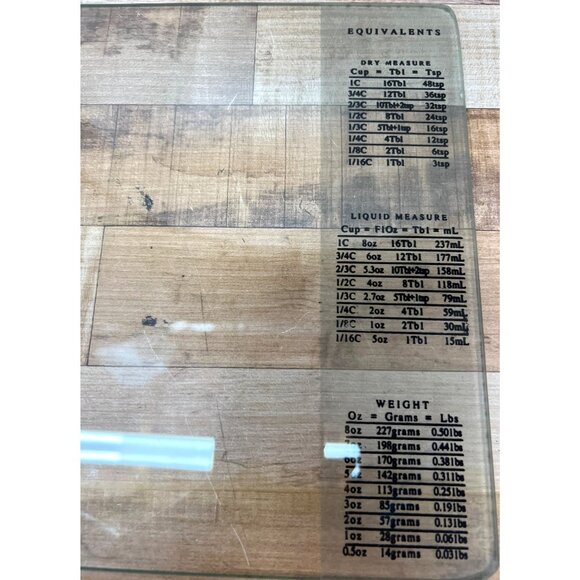 EQUIVALENTS
DRY MEASURE
Cup = Tbl = Tsp
1C 16Tbl 48tsp
3/4C 12Tbl 36tsp
2/3C 10Tbl+2tsp 32tsp
1/2C 8Tbl 24tsp
1/3C 5Tbl+1tsp 16tsp
1/4C 4Tbl 12tsp
1/8C 2Tbl 6tsp
1/16C 1Tbl 3tsp
LIQUID MEASURE
Cup = FlOz = Tbl = mL
1C 8oz 16Tbl 237mL
3/4C 6oz 12Tbl 177mL
2/3C 5.3oz 10Tbl+2tsp 158mL
1/2C 4oz 8Tbl 118mL
1/3C 2.7oz 5Tbl+1tsp 79mL
1/4C 2oz 4Tbl 59mL
1/8C 1oz 2Tbl 30mL
1/16C 5oz 1Tbl 15mL
WEIGHT
Oz = Grams = Lbs
8oz 227grams 0.50lbs
198grams 0.44lbs
6oz 170grams 0.38lbs
5oz 142grams 0.31lbs
4oz 113grams 0.25lbs
3oz 85grams 0.19lbs
2oz 57grams 0.13lbs
1oz 28grams 0.06lbs
0.5oz 14grams 0.03lbs